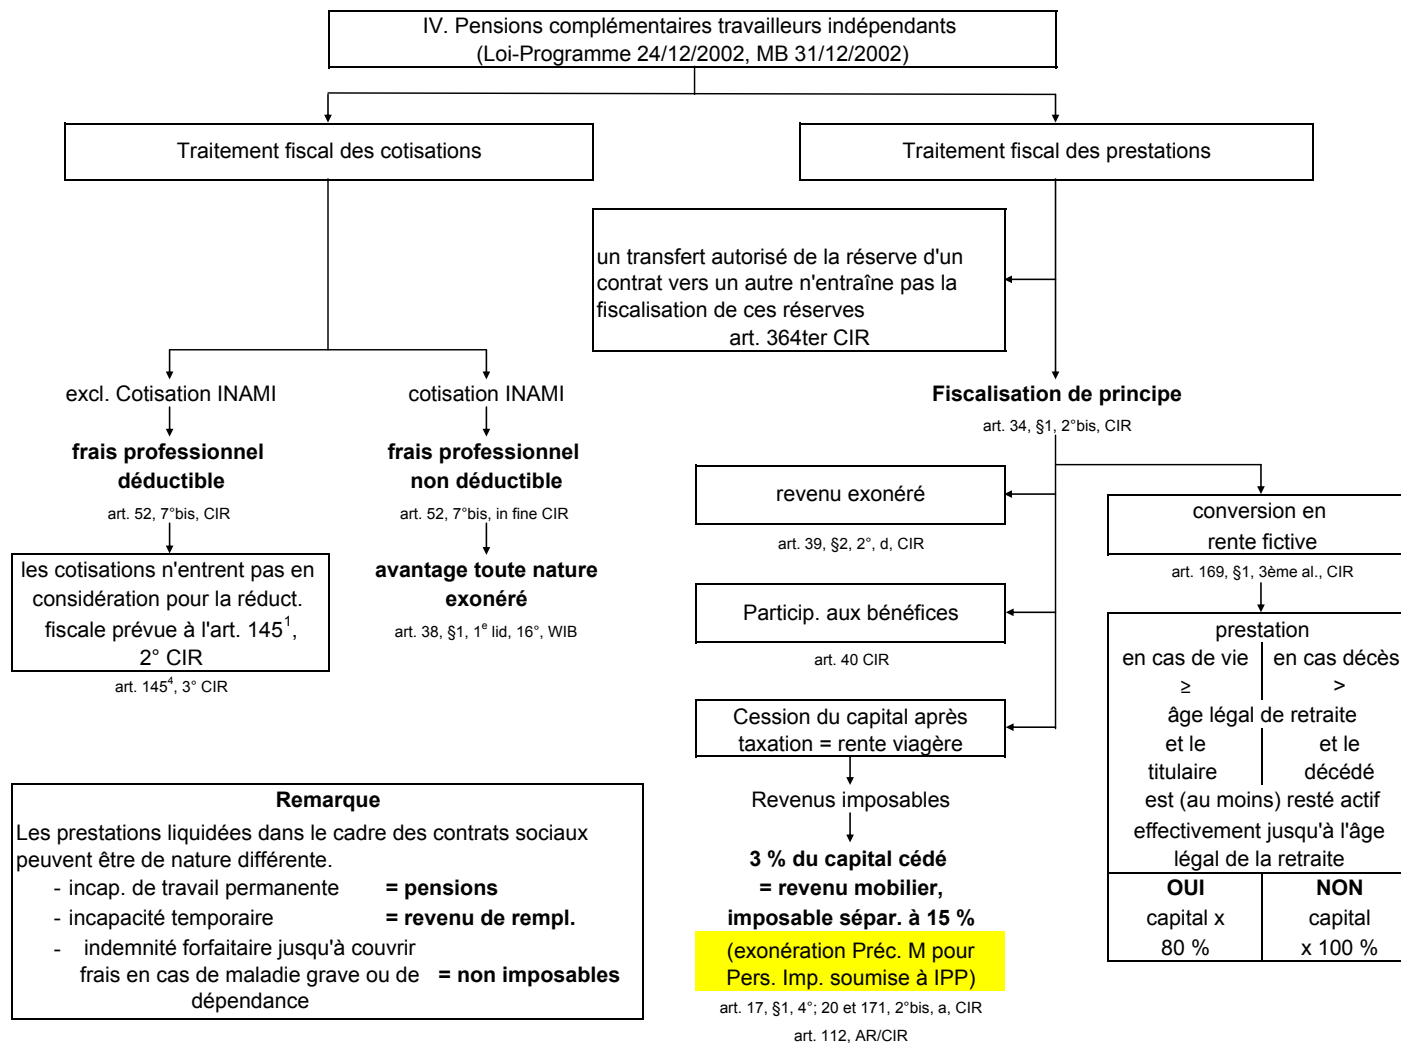 IV. Pensions complémentaires travailleurs indépendants
(Loi-Programme 24/12/2002, MB 31/12/2002)
Traitement fiscal des cotisations
Traitement fiscal des prestations
un transfert autorisé de la réserve d'un
contrat vers un autre n'entraîne pas la
fiscalisation de ces réserves
art. 364ter CIR
excl. Cotisation INAMI
frais professionnel
déductible
art. 52, 7°bis, CIR
les cotisations n'entrent pas en
considération pour la réduct.
fiscale prévue à l'art. 145¹,
2° CIR
art. 145⁴, 3° CIR
cotisation INAMI
frais professionnel
non déductible
art. 52, 7°bis, in fine CIR
avantage toute nature
exonéré
art. 38, §1, 1ᵉ lid, 16°, WIB
Fiscalisation de principe
art. 34, §1, 2°bis, CIR
revenu exonéré
art. 39, §2, 2°, d, CIR
Particip. aux bénéfices
art. 40 CIR
Cession du capital après
taxation = rente viagère
Revenus imposables
3 % du capital cédé
= revenu mobilier,
imposable sépar. à 15 %
(exonération Préc. M pour
Pers. Imp. soumise à IPP)
art. 17, §1, 4°; 20 et 171, 2°bis, a, CIR
art. 112, AR/CIR
conversion en
rente fictive
art. 169, §1, 3ème al., CIR
prestation
en cas de vie en cas décès
≥ >
âge légal de retraite
et le et le
titulaire décédé
est (au moins) resté actif
effectivement jusqu'à l'âge
légal de la retraite
OUI NON
capital x capital
80 % x 100 %
Remarque
Les prestations liquidées dans le cadre des contrats sociaux
peuvent être de nature différente.
- incap. de travail permanente = pensions
- incapacité temporaire = revenu de rempl.
- indemnité forfaitaire jusqu'à couvrir
frais en cas de maladie grave ou de = non imposables
dépendance